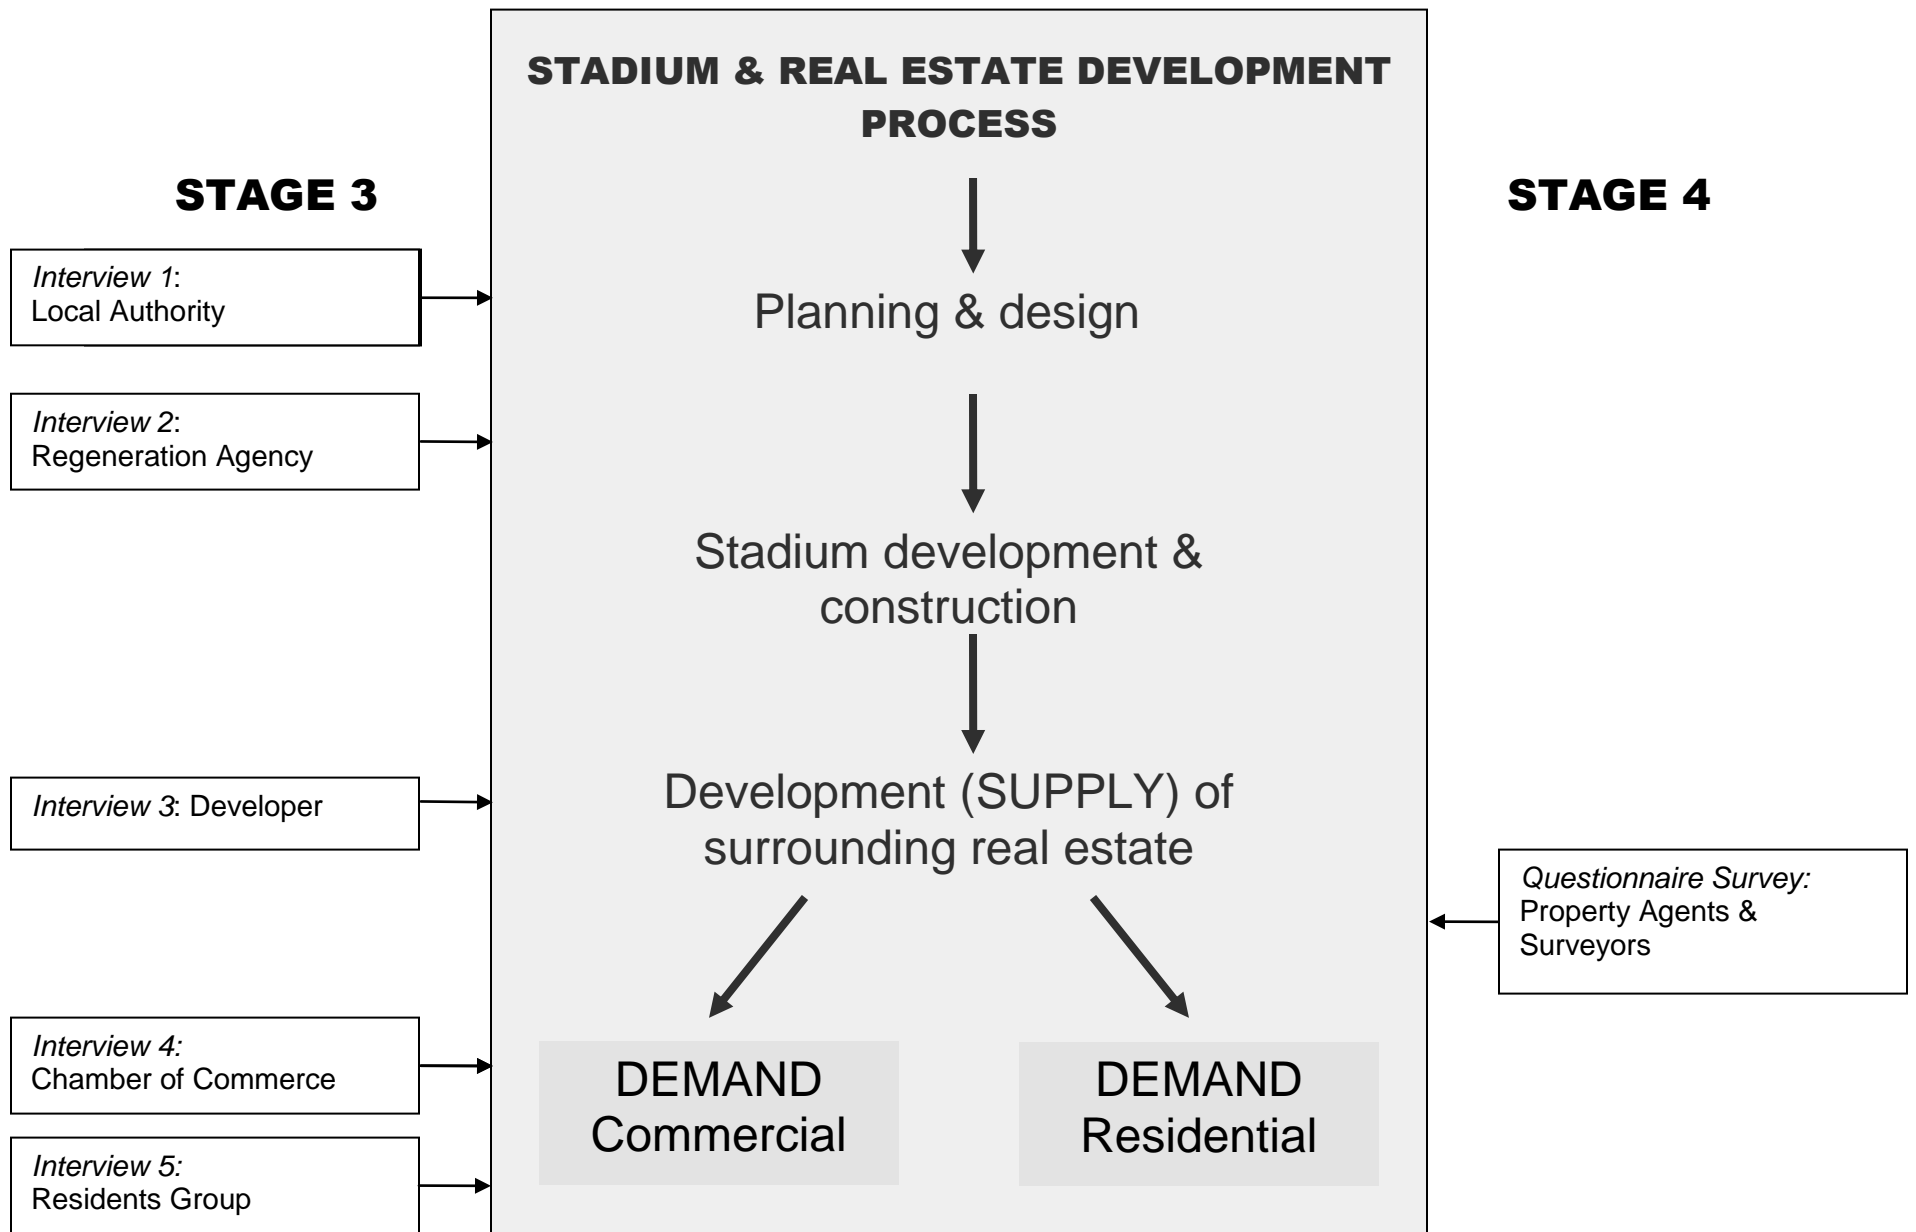 STADIUM & REAL ESTATE DEVELOPMENT
PROCESS
STAGE 3
STAGE 4
Interview 1:
Local Authority
Planning & design
Interview 2:
Regeneration Agency
Stadium development &
construction
Interview 3: Developer
Development (SUPPLY) of
surrounding real estate
Questionnaire Survey:
Property Agents &
Surveyors
Interview 4:
Chamber of Commerce
DEMAND
Commercial
DEMAND
Residential
Interview 5:
Residents Group